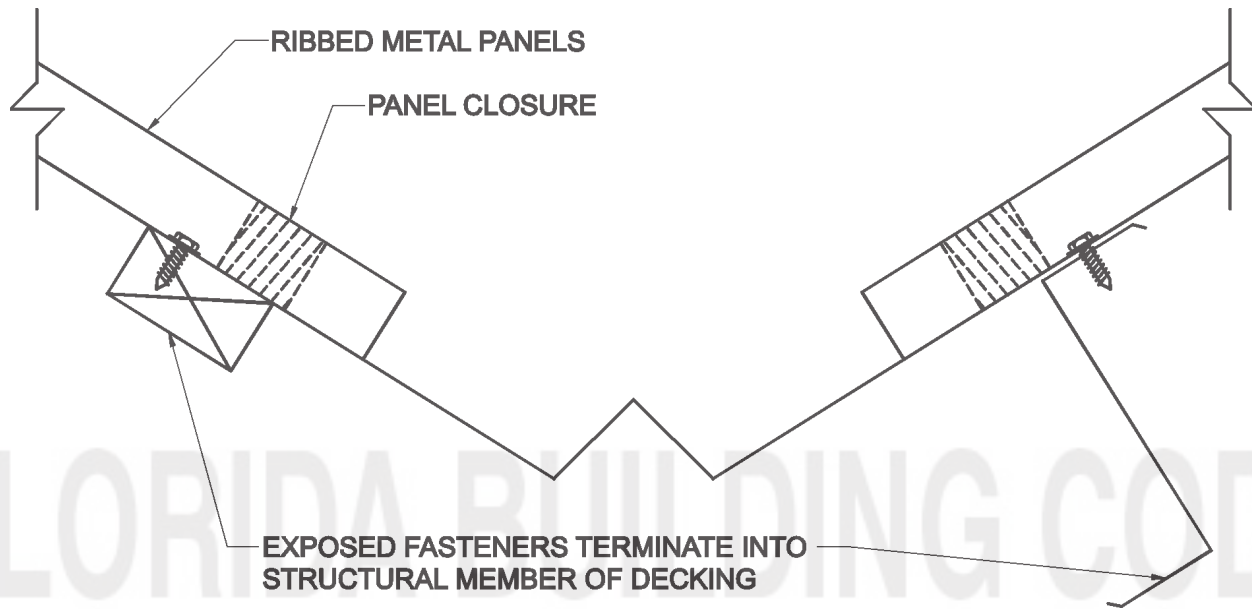 RIBBED METAL PANELS
PANEL CLOSURE
LORIDA BUILDING COD
EXPOSED FASTENERS TERMINATE INTO
STRUCTURAL MEMBER OF DECKING